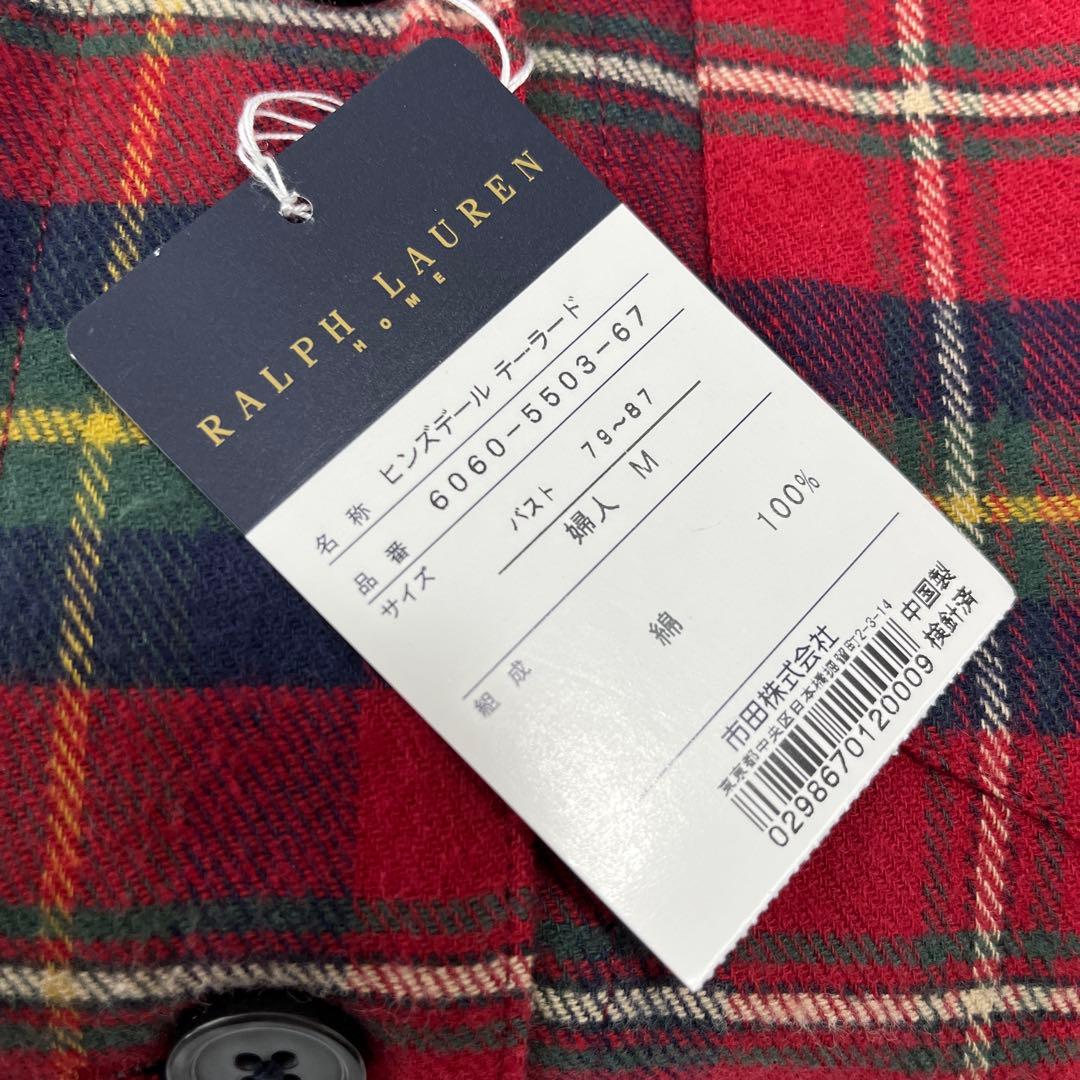 RALPH LAUREN
HOME
名称 ヒンズデール テーラード
品番 6060-5503-67
サイズ バスト 79~87
婦人 M
組成 綿 100%
市田株式会社
東京都中央区日本橋堀留町2-3-14
0298670120009
中国製
検針済